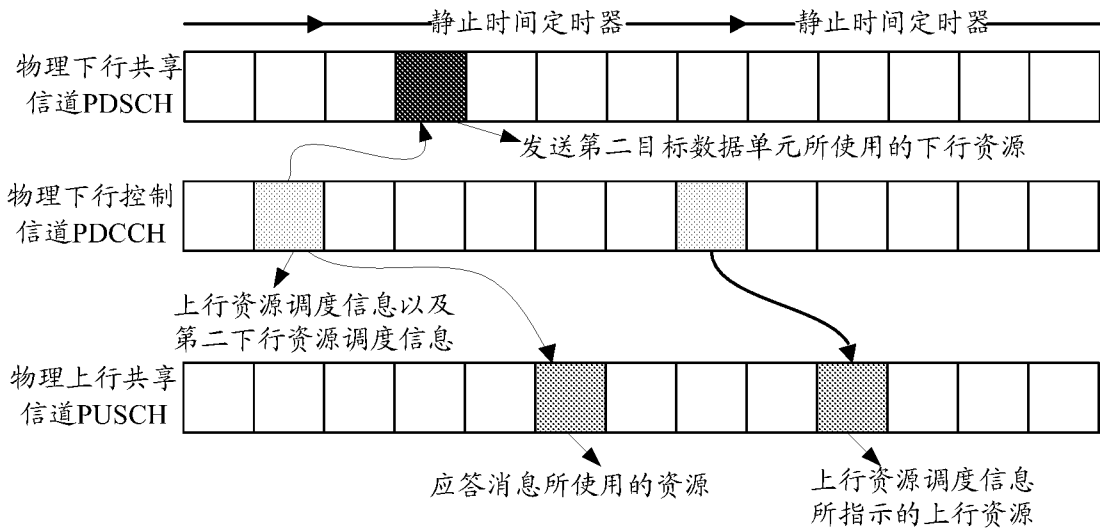 静止时间定时器
静止时间定时器
物理下行共享
信道PDSCH
发送第二目标数据单元所使用的下行资源
物理下行控制
信道PDCCH
上行资源调度信息以及
第二下行资源调度信息
物理上行共享
信道PUSCH
应答消息所使用的资源
上行资源调度信息
所指示的上行资源